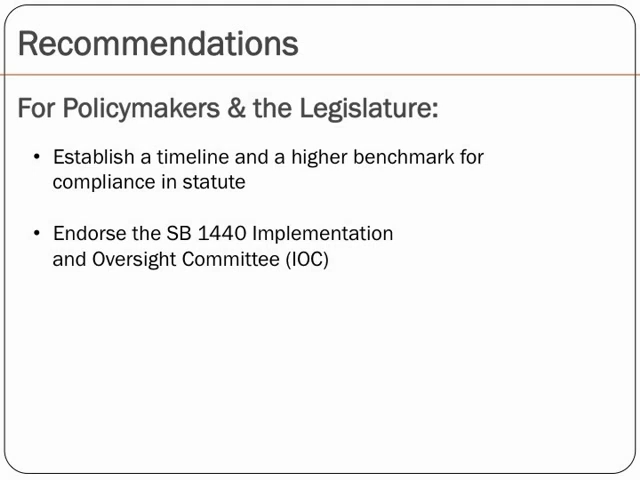 Recommendations
For Policymakers & the Legislature:
• Establish a timeline and a higher benchmark for
compliance in statute
• Endorse the SB 1440 Implementation
and Oversight Committee (IOC)